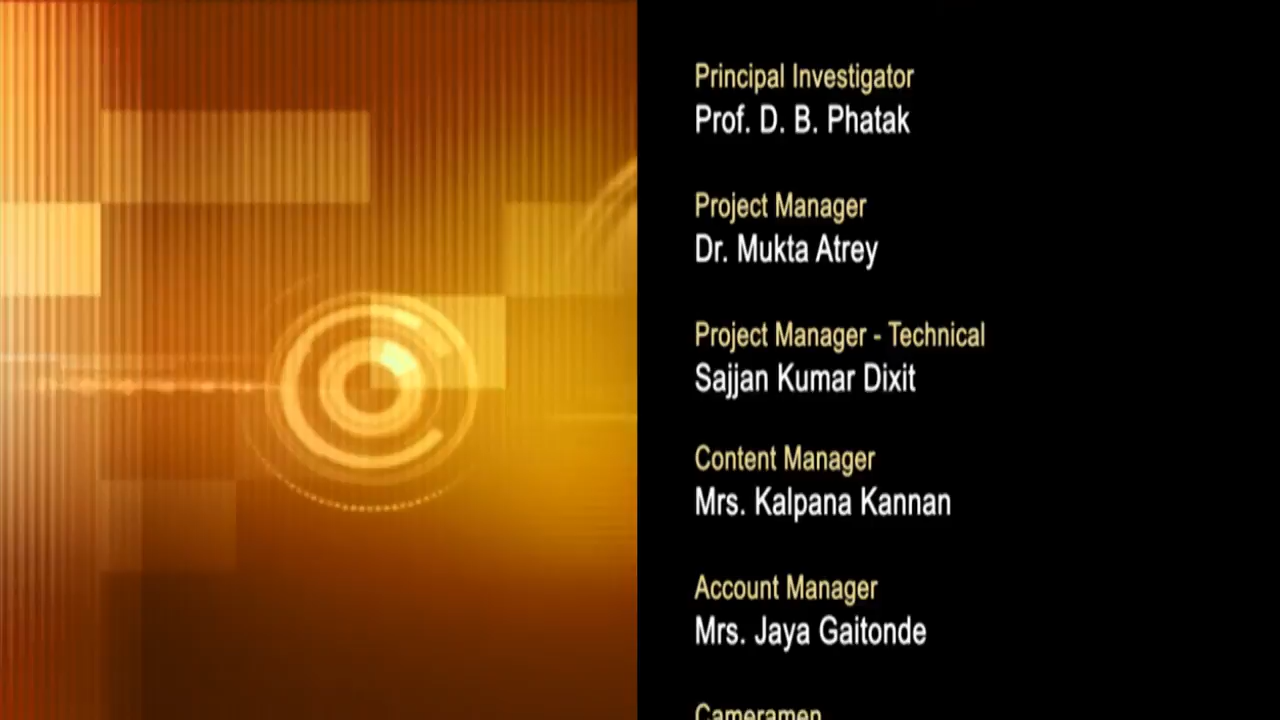 Principal Investigator
Prof. D. B. Phatak
Project Manager
Dr. Mukta Atrey
Project Manager - Technical
Sajjan Kumar Dixit
Content Manager
Mrs. Kalpana Kannan
Account Manager
Mrs. Jaya Gaitonde
Cameramen